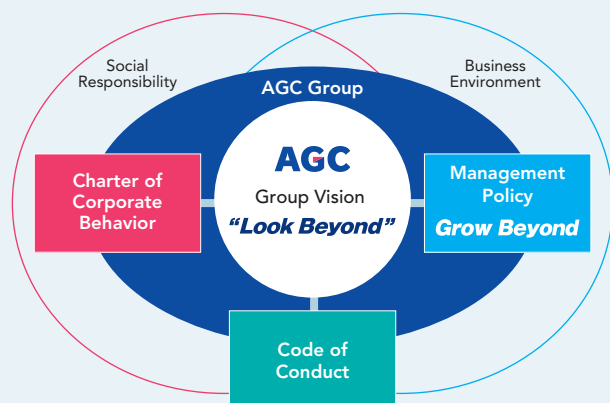 Social
Responsibility
Business
Environment
AGC Group
AGC
Group Vision
“Look Beyond”
Charter of
Corporate
Behavior
Management
Policy
Grow Beyond
Code of
Conduct